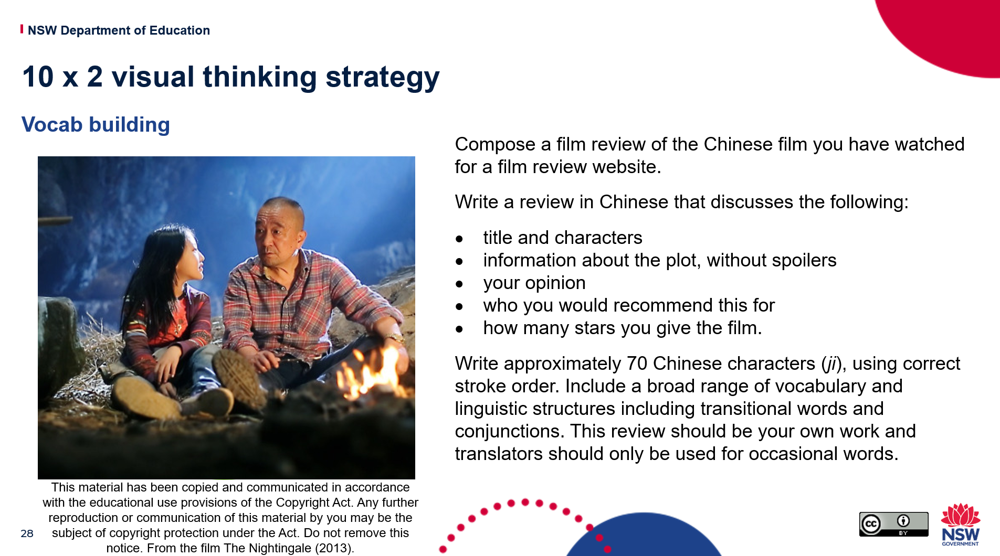 NSW Department of Education
10 x 2 visual thinking strategy
Vocab building
Compose a film review of the Chinese film you have watched
for a film review website.
Write a review in Chinese that discusses the following:
• title and characters
• information about the plot, without spoilers
• your opinion
• who you would recommend this for
• how many stars you give the film.
Write approximately 70 Chinese characters (ji), using correct
stroke order. Include a broad range of vocabulary and
linguistic structures including transitional words and
conjunctions. This review should be your own work and
translators should only be used for occasional words.
This material has been copied and communicated in accordance
with the educational use provisions of the Copyright Act. Any further
reproduction or communication of this material by you may be the
subject of copyright protection under the Act. Do not remove this
notice. From the film The Nightingale (2013).
28
cc BY
NSW
GOVERNMENT